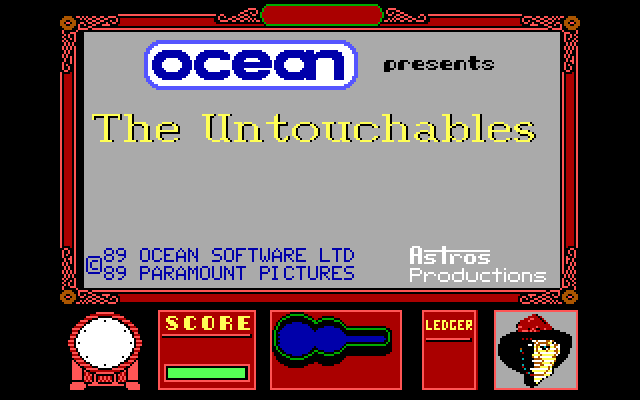 ocean presents
The Untouchables
©89 OCEAN SOFTWARE LTD
89 PARAMOUNT PICTURES
Astros
Productions
SCORE
LEDGER